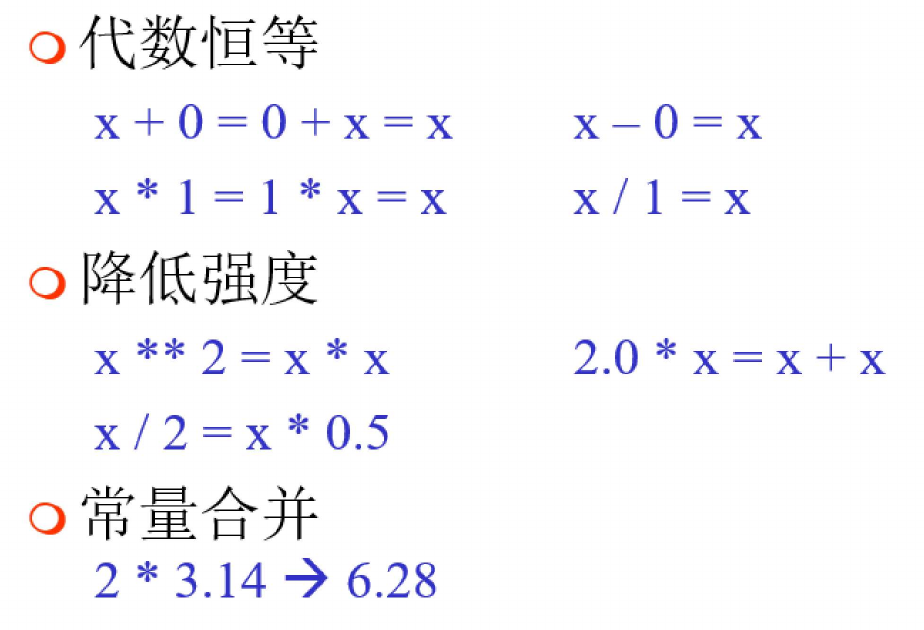 代数恒等
x + 0 = 0 + x = x x – 0 = x
x * 1 = 1 * x = x x / 1 = x
降低强度
x ** 2 = x * x 2.0 * x = x + x
x / 2 = x * 0.5
常量合并
2 * 3.14 → 6.28